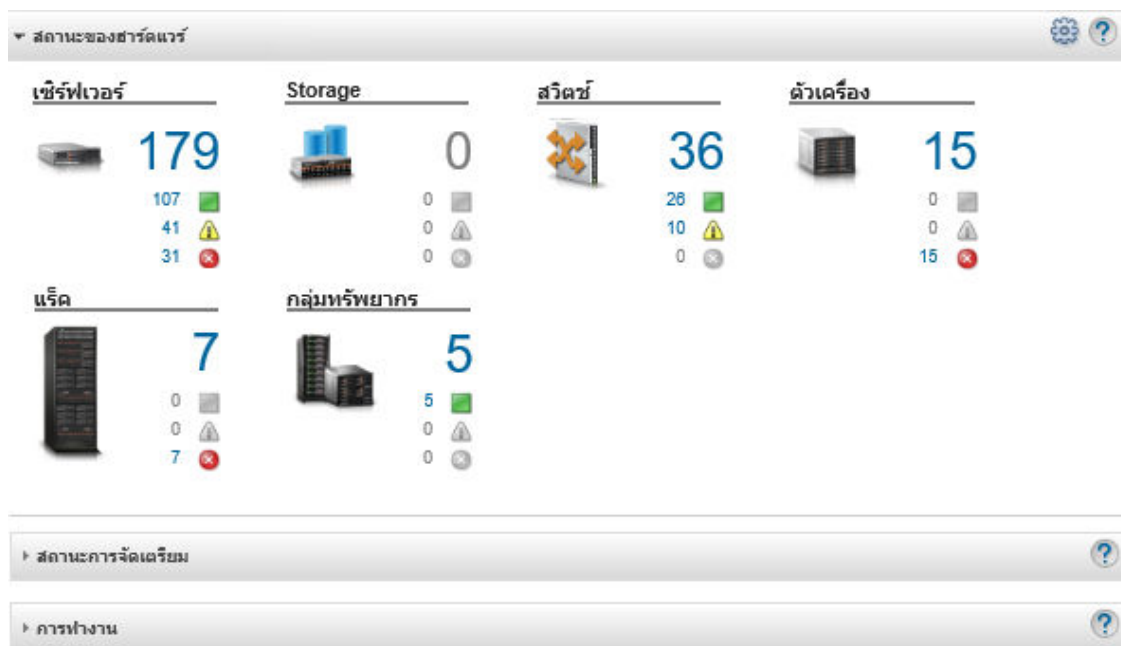 สถานะของฮาร์ดแวร์
เซิร์ฟเวอร์ Storage สวิตช์ ตัวเครื่อง
179 0 36 15
107 0 26 0
41 0 10 0
31 0 0 15
แร็ค กลุ่มทรัพยากร
7 5
0 5
0 0
7 0
สถานะการจัดเตรียม
การทำงาน